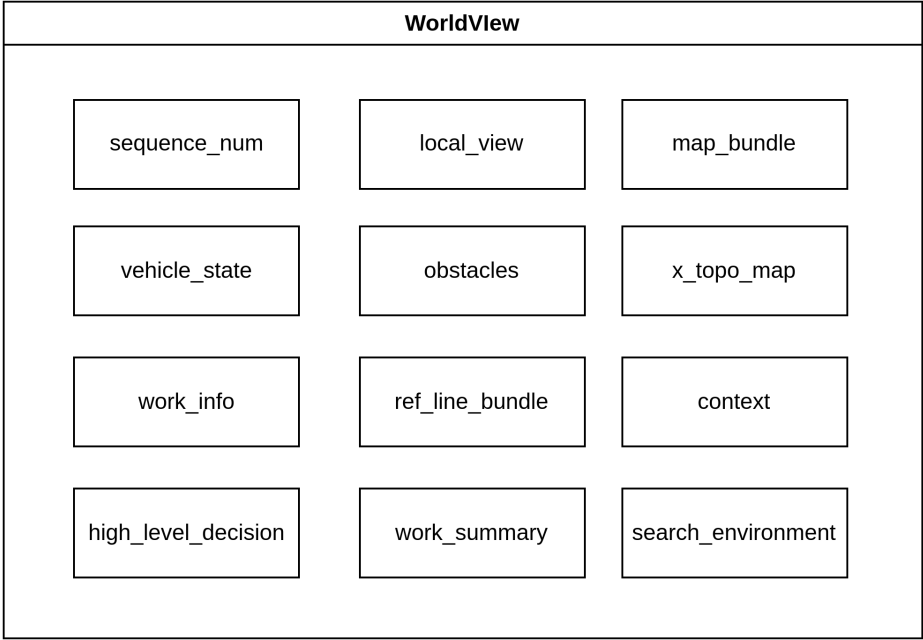 WorldVIew
sequence_num
local_view
map_bundle
vehicle_state
obstacles
x_topo_map
work_info
ref_line_bundle
context
high_level_decision
work_summary
search_environment